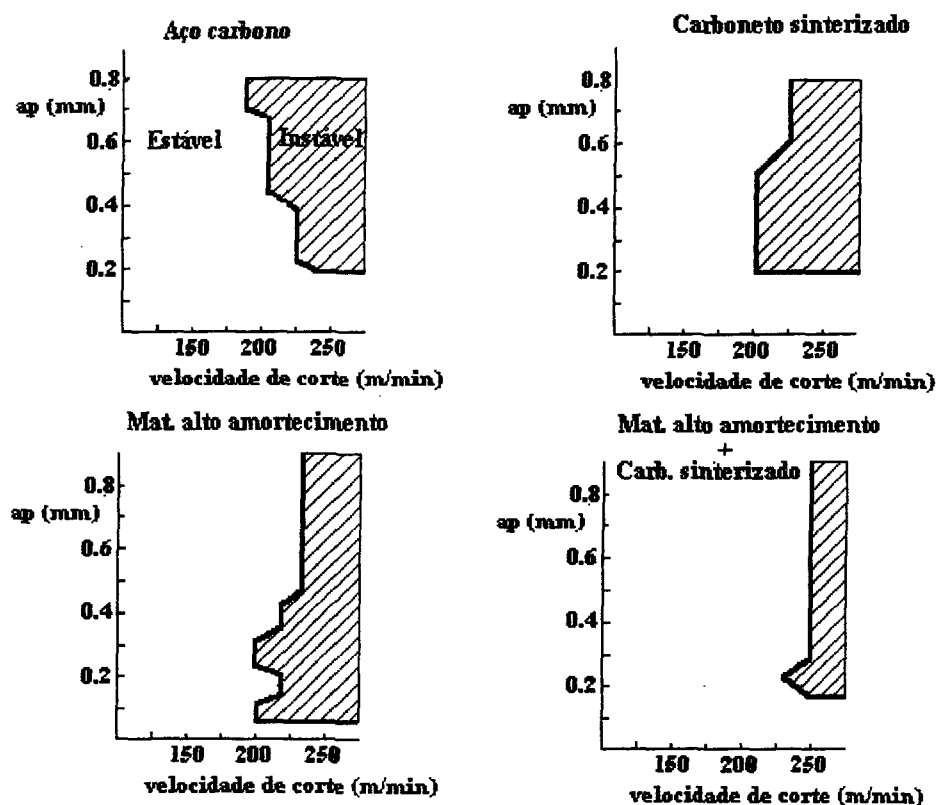 Aço carbono
0.8
ap (mm)
0.6
0.4
0.2
Estável
Instável
150 200 250
velocidade de corte (m/min)
Carboneto sinterizado
0.8
ap (mm)
0.6
0.4
0.2
150 200 250
velocidade de corte (m/min)
Mat. alto amortecimento
0.8
ap (mm)
0.6
0.4
0.2
150 200 250
velocidade de corte (m/min)
Mat. alto amortecimento
+
Carb. sinterizado
0.8
ap (mm)
0.6
0.4
0.2
150 200 250
velocidade de corte (m/min)